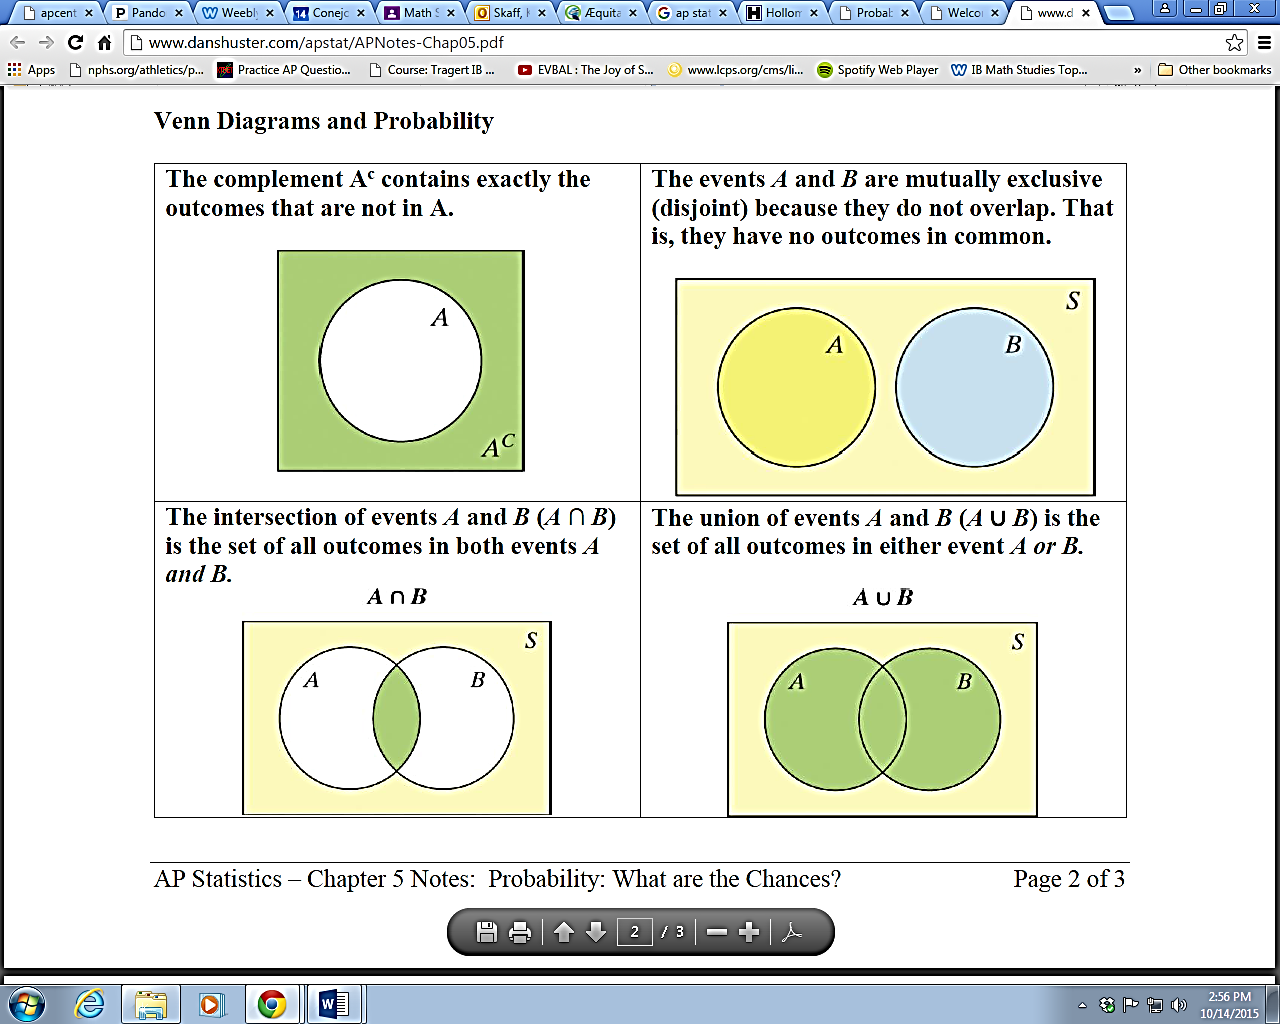 apcent
Pando
Weebl
Conejo
Math S
Skaff, K
Æquita
ap stat
Hollom
Probab
Welco
www.d
www.danshuster.com/apstat/APNotes-Chap05.pdf
Apps
nphs.org/athletics/p...
Practice AP Questio...
Course: Tragert IB ...
EVBAL : The Joy of S...
www.lcps.org/cms/li...
Spotify Web Player
IB Math Studies Top...
»
Other bookmarks
Venn Diagrams and Probability
The complement Aᶜ contains exactly the
outcomes that are not in A.
A
Aᶜ
The events A and B are mutually exclusive
(disjoint) because they do not overlap. That
is, they have no outcomes in common.
S
A
B
The intersection of events A and B (A ∩ B)
is the set of all outcomes in both events A
and B.
A ∩ B
S
A
B
The union of events A and B (A ∪ B) is the
set of all outcomes in either event A or B.
A ∪ B
S
A
B
AP Statistics – Chapter 5 Notes: Probability: What are the Chances?
Page 2 of 3
2 / 3
2:56 PM
10/14/2015